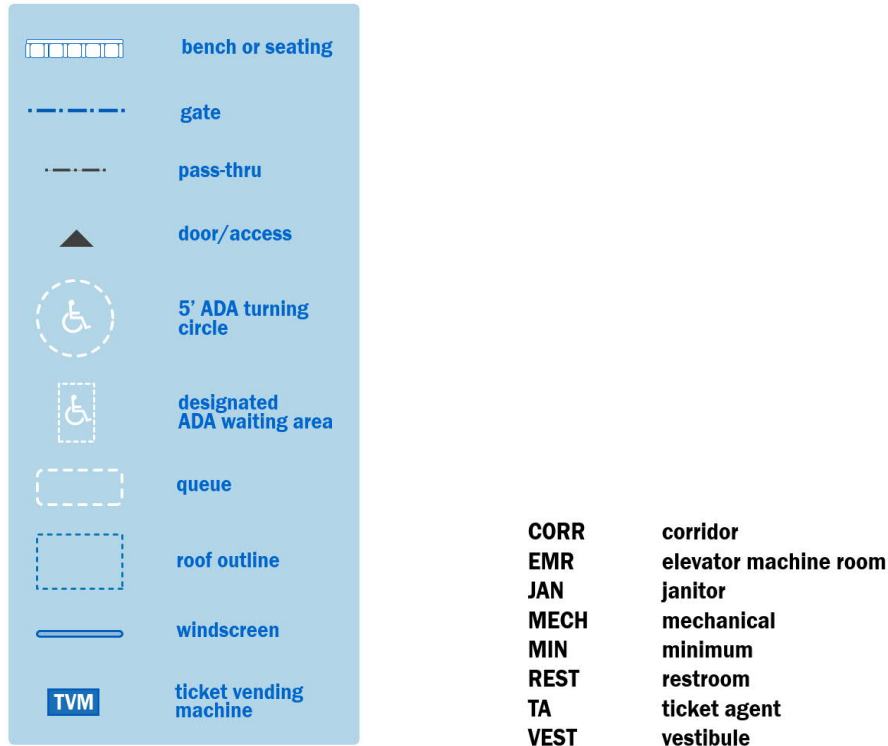 bench or seating
gate
pass-thru
door/access
5’ ADA turning
circle
designated
ADA waiting area
queue
roof outline
windscreen
TVM
ticket vending
machine
CORR corridor
EMR elevator machine room
JAN janitor
MECH mechanical
MIN minimum
REST restroom
TA ticket agent
VEST vestibule